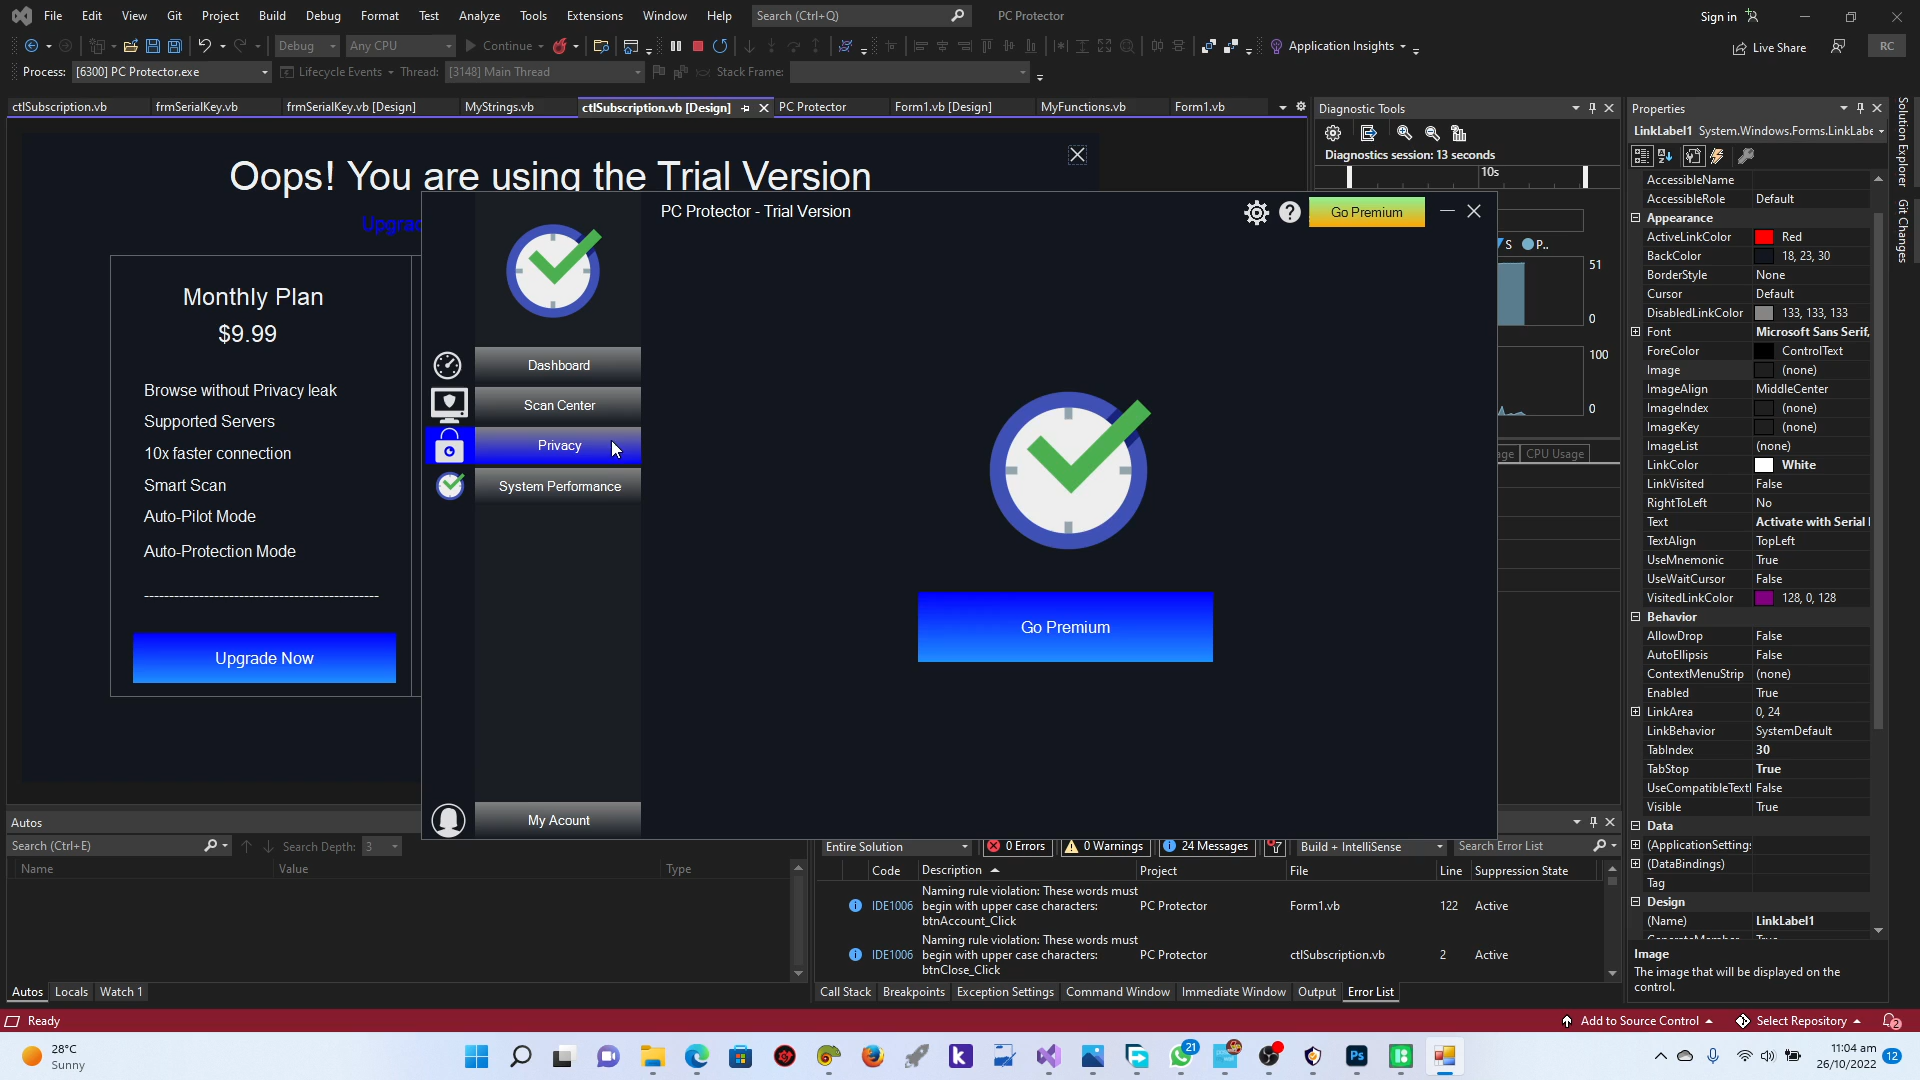 File Edit View Git Project Build Debug Format Test Analyze Tools Extensions Window Help Search (Ctrl+Q) PC Protector Sign in
Debug Any CPU Continue Application Insights Live Share RC
Process: [6300] PC Protector.exe Lifecycle Events Thread: [3148] Main Thread Stack Frame:
ctlSubscription.vb frmSerialKey.vb frmSerialKey.vb [Design] MyStrings.vb ctlSubscription.vb [Design] PC Protector Form1.vb [Design] MyFunctions.vb Form1.vb
Oops! You are using the Trial Version
Monthly Plan
$9.99
Browse without Privacy leak
Supported Servers
10x faster connection
Smart Scan
Auto-Pilot Mode
Auto-Protection Mode
Upgrade Now
PC Protector - Trial Version
Go Premium
Dashboard
Scan Center
Privacy
System Performance
My Acount
Go Premium
Diagnostic Tools
Diagnostics session: 13 seconds
10s
S P..
51
0
100
0
CPU Usage
Properties
LinkLabel1 System.Windows.Forms.LinkLabe
AccessibleName
AccessibleRole Default
Appearance
ActiveLinkColor Red
BackColor 18, 23, 30
BorderStyle None
Cursor Default
DisabledLinkColor 133, 133, 133
Font Microsoft Sans Serif,
ForeColor ControlText
Image (none)
ImageAlign MiddleCenter
ImageIndex (none)
ImageKey (none)
ImageList (none)
LinkColor White
LinkVisited False
RightToLeft No
Text Activate with Serial
TextAlign TopLeft
UseMnemonic True
UseWaitCursor False
VisitedLinkColor 128, 0, 128
Behavior
AllowDrop False
AutoEllipsis False
ContextMenuStrip (none)
Enabled True
LinkArea 0, 24
LinkBehavior SystemDefault
TabIndex 30
TabStop True
UseCompatibleText False
Visible True
Data
(ApplicationSettings
(DataBindings)
Tag
Design
(Name) LinkLabel1
Image
The image that will be displayed on the
control.
Solution Explorer
Git Changes
Autos
Search (Ctrl+E) Search Depth: 3
Name Value Type
Autos Locals Watch 1
Entire Solution 0 Errors 0 Warnings 24 Messages Build + IntelliSense Search Error List
Code Description Project File Line Suppression State
IDE1006 Naming rule violation: These words must
begin with upper case characters: PC Protector Form1.vb 122 Active
btnAccount_Click
IDE1006 Naming rule violation: These words must
begin with upper case characters: PC Protector ctlSubscription.vb 2 Active
btnClose_Click
Call Stack Breakpoints Exception Settings Command Window Immediate Window Output Error List
Ready Add to Source Control Select Repository 2
28°C
Sunny
21
Ps
11:04 am
26/10/2022
12